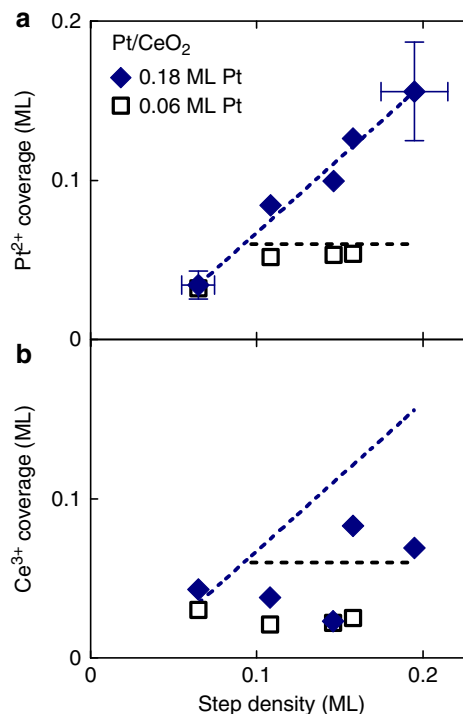 a
0.2
Pt/CeO₂
0.18 ML Pt
0.06 ML Pt
0.1
Pt²⁺ coverage (ML)
0
b
0.1
Ce³⁺ coverage (ML)
0
0
0.1
0.2
Step density (ML)